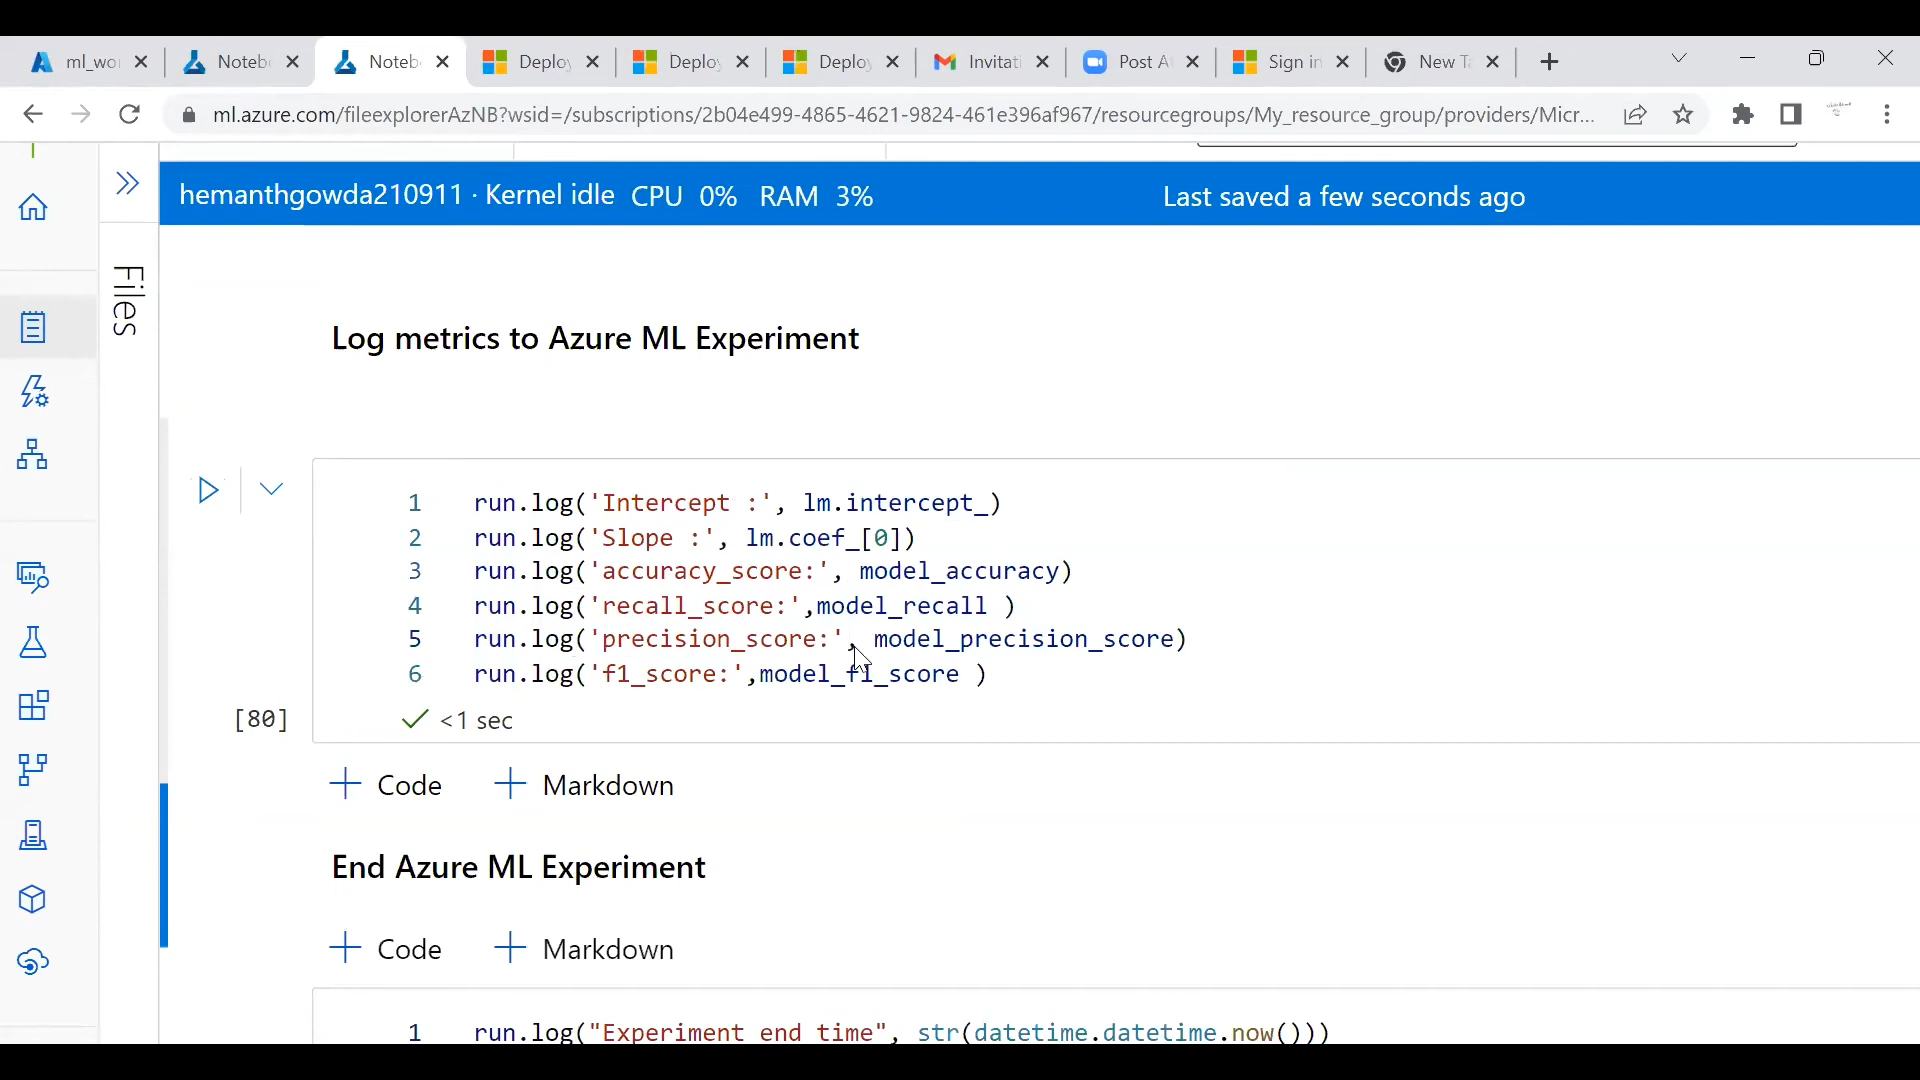 ml_wo
Noteb
Noteb
Deploy
Deploy
Deploy
Invitati
Post A
Sign in
New T
ml.azure.com/fileexplorerAzNB?wsid=/subscriptions/2b04e499-4865-4621-9824-461e396af967/resourcegroups/My_resource_group/providers/Micr...
hemanthgowda210911 · Kernel idle CPU 0% RAM 3%
Last saved a few seconds ago
Files
Log metrics to Azure ML Experiment
1 run.log('Intercept :', lm.intercept_)
2 run.log('Slope :', lm.coef_[0])
3 run.log('accuracy_score:', model_accuracy)
4 run.log('recall_score:',model_recall )
5 run.log('precision_score:', model_precision_score)
6 run.log('f1_score:',model_f1_score )
[80] <1 sec
+ Code + Markdown
End Azure ML Experiment
+ Code + Markdown
1 run.log("Experiment end time", str(datetime.datetime.now()))